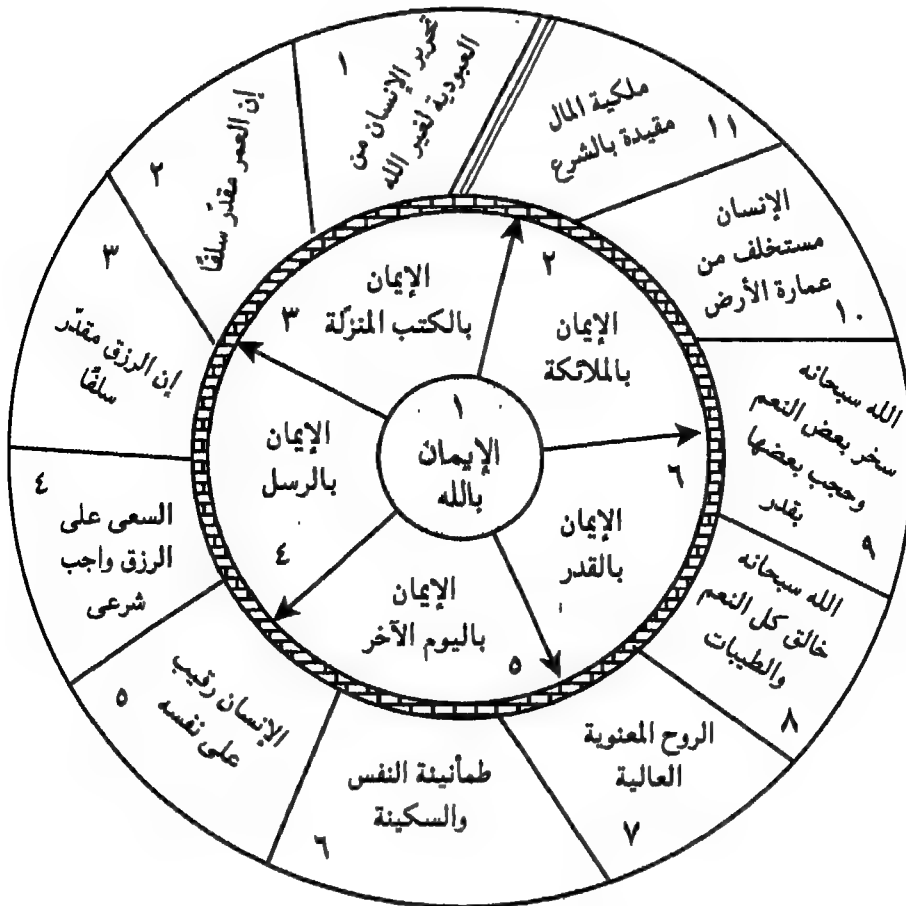 ١
الإيمان
بالله
٢
الإيمان
بالملائكة
٣
الإيمان
بالكتب المنزلة
الإيمان
بالرسل
٤
الإيمان
باليوم الآخر
٥
٦
الإيمان
بالقدر
١
تحرير الإنسان من
العبودية لغير الله
٢
إن العمر مقدّر سلفًا
٣
إن الرزق مقدّر
سلفًا
٤
السعى على
الرزق واجب
شرعى
الإنسان رقيب
على نفسه
٥
طمأنينة النفس
والسكينة
٦
الروح المعنوية
العالية
٧
الله سبحانه
خالق كل النعم
والطيبات
٨
الله سبحانه
سخر بعض النعم
وحجب بعضها
بقدر
٩
الإنسان
مستخلف من
عمارة الأرض
١٠
ملكية المال
مقيدة بالشرع
١١